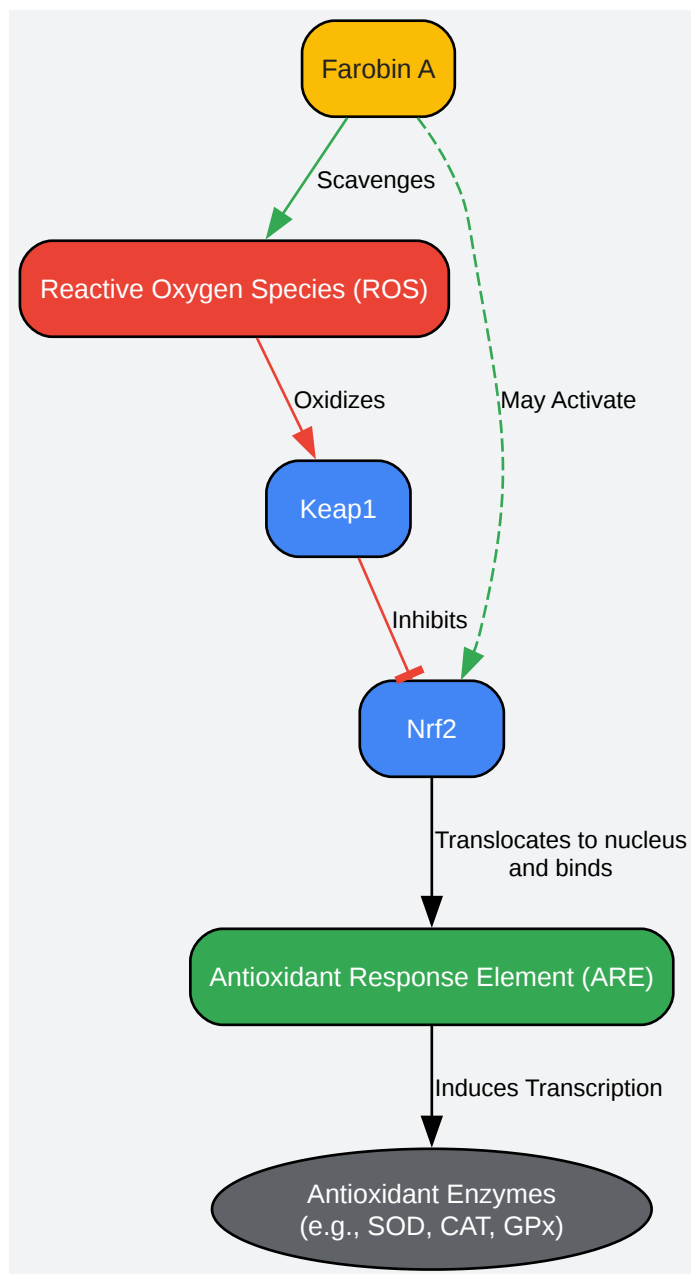 Farobin A
Scavenges
Reactive Oxygen Species (ROS)
Oxidizes
May Activate
Keap1
Inhibits
Nrf2
Translocates to nucleus
and binds
Antioxidant Response Element (ARE)
Induces Transcription
Antioxidant Enzymes
(e.g., SOD, CAT, GPx)